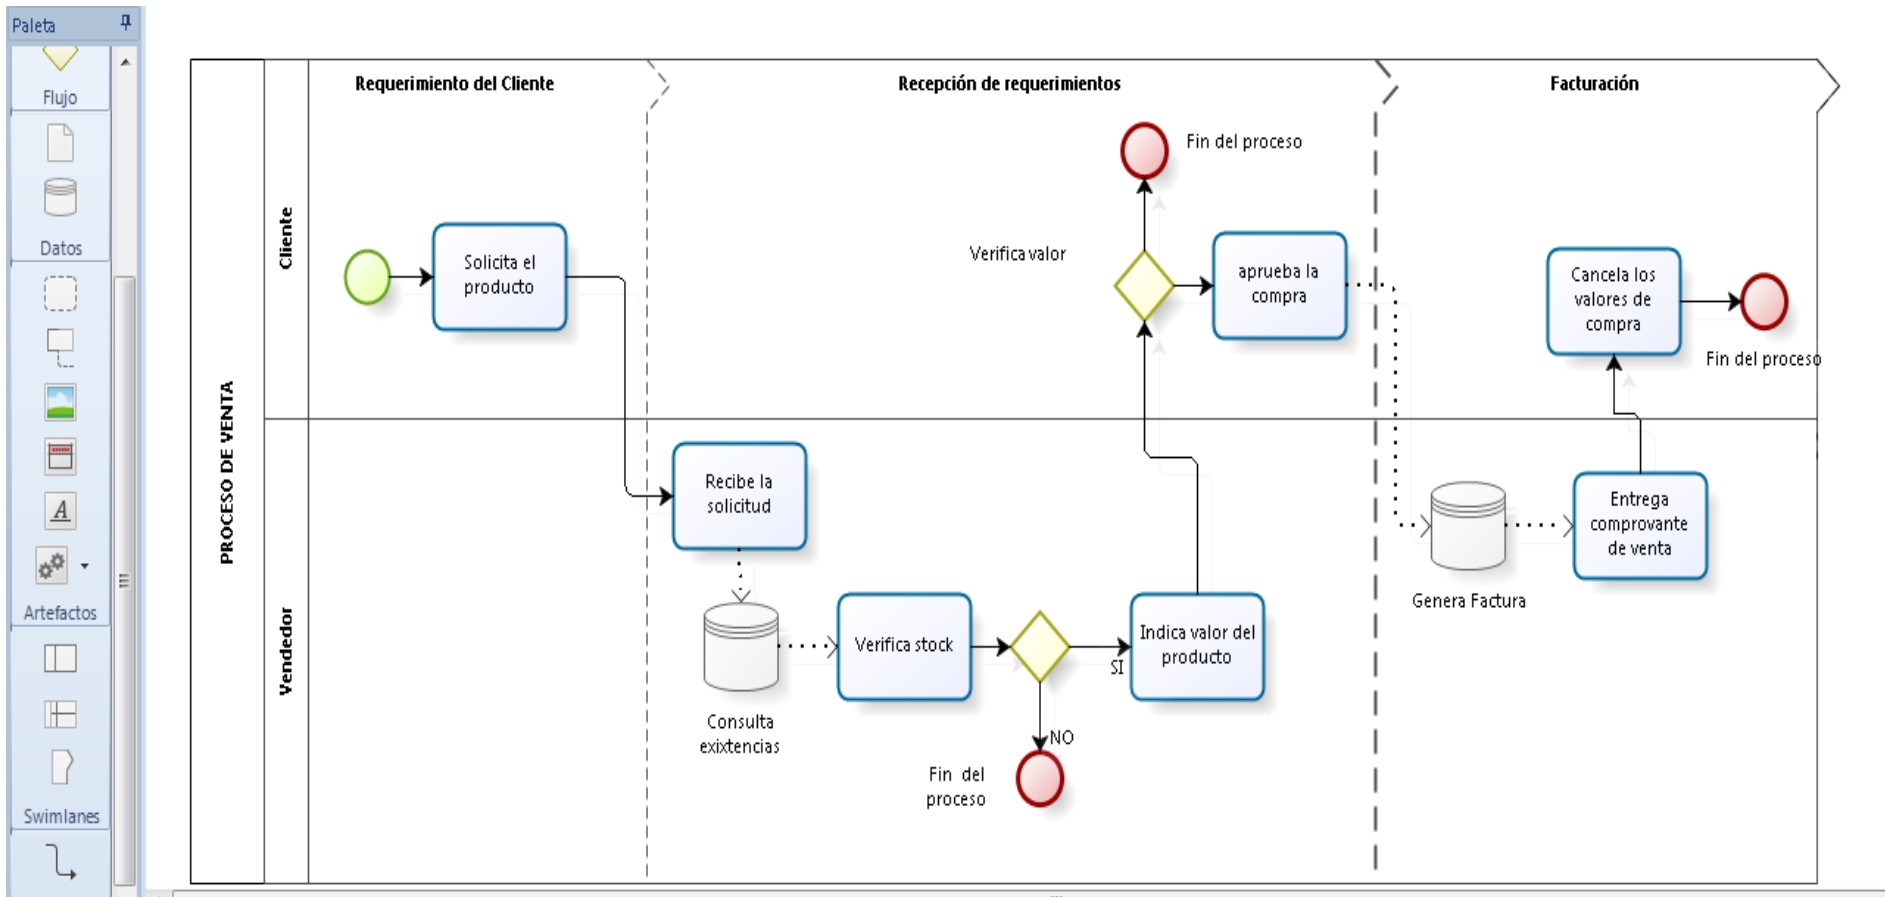 Paleta
Flujo
Datos
Artefactos
Swimlanes
PROCESO DE VENTA
Cliente
Vendedor
Requerimiento del Cliente
Recepción de requerimientos
Facturación
Solicita el
producto
Fin del proceso
Verifica valor
aprueba la
compra
Cancela los
valores de
compra
Fin del proceso
Recibe la
solicitud
Consulta
exixtencias
Verifica stock
SI
NO
Fin del
proceso
Indica valor del
producto
Genera Factura
Entrega
comprovante
de venta
A